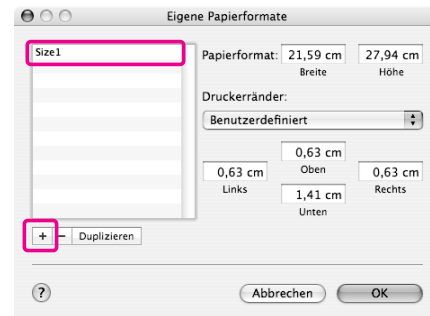 Eigene Papierformate
Size1
Papierformat: 21,59 cm 27,94 cm
Breite Höhe
Druckerränder:
Benutzerdefiniert
0,63 cm
Oben
0,63 cm 0,63 cm
Links Rechts
1,41 cm
Unten
+ – Duplizieren
? Abbrechen OK